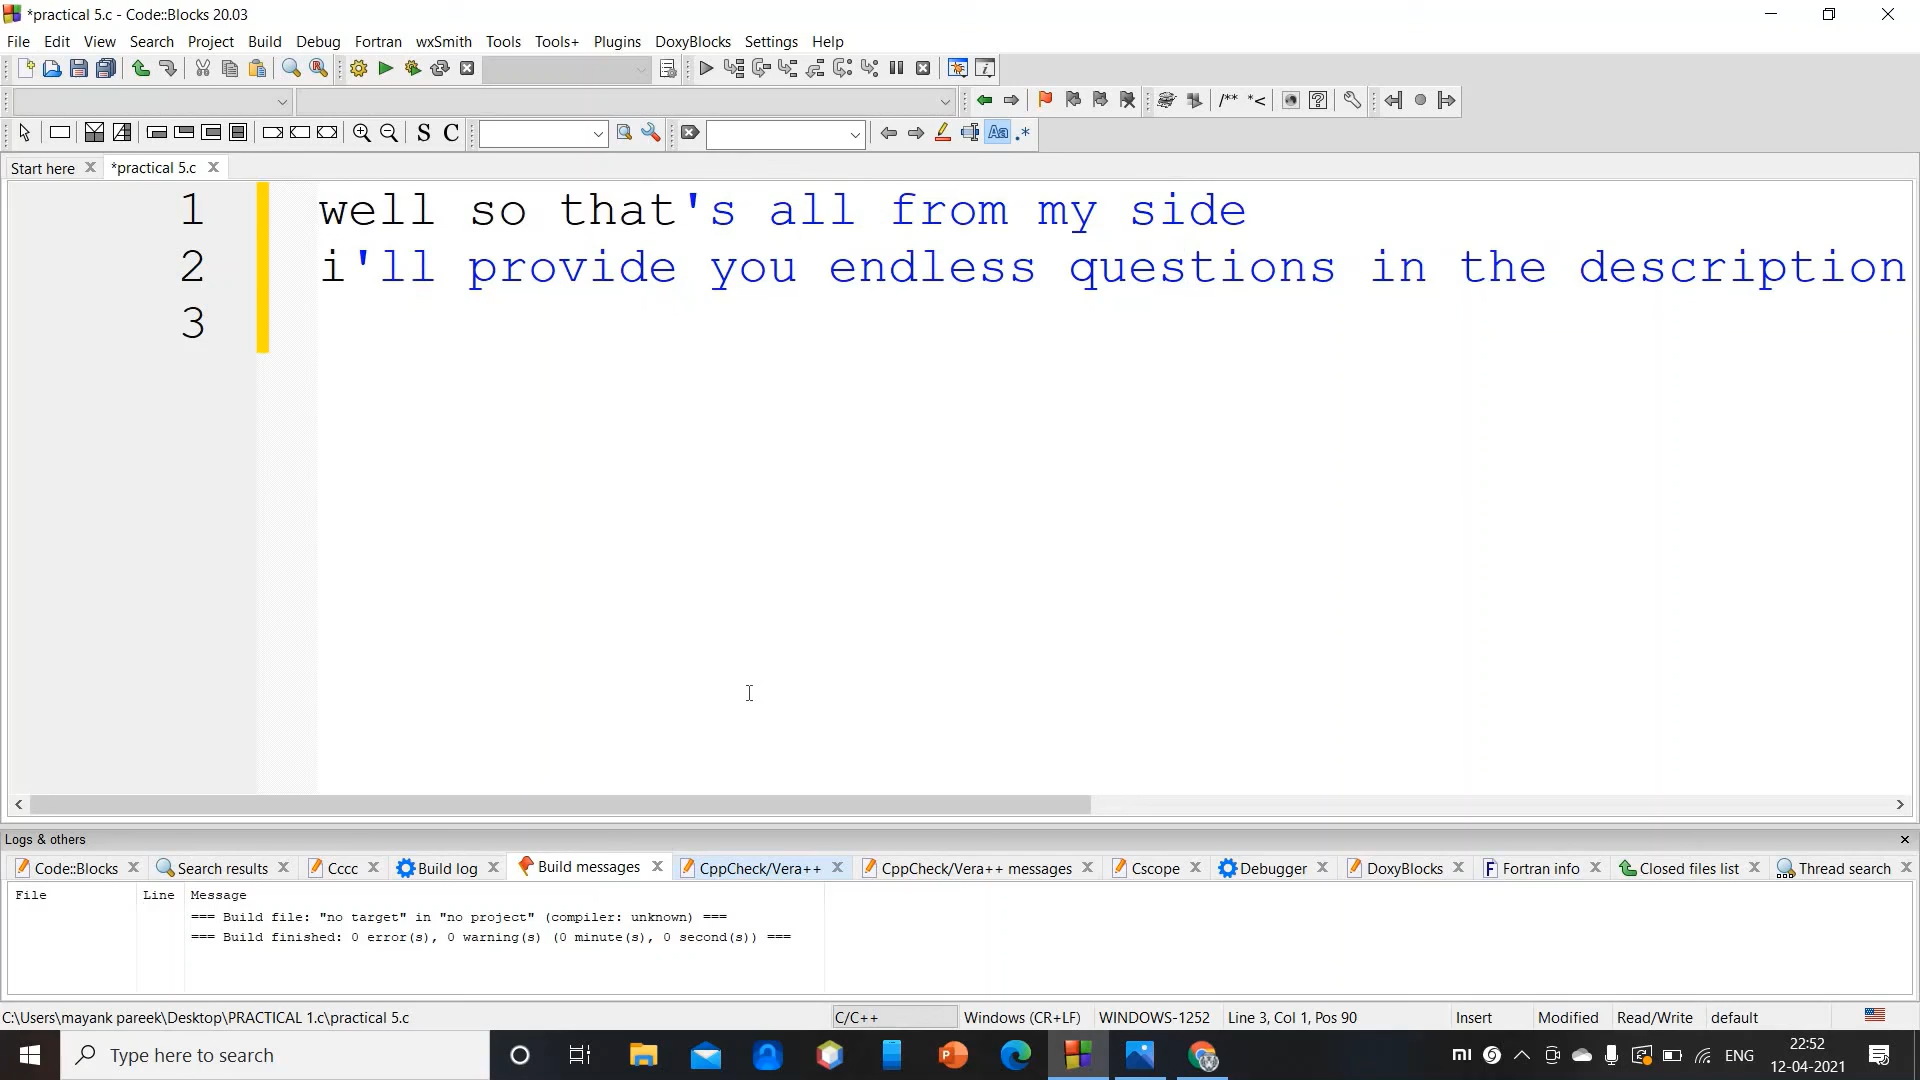 *practical 5.c - Code::Blocks 20.03
File Edit View Search Project Build Debug Fortran wxSmith Tools Tools+ Plugins DoxyBlocks Settings Help
/** *<
S C Aa .*
Start here *practical 5.c
1 well so that's all from my side
2 i'll provide you endless questions in the description
3
Logs & others
Code::Blocks Search results Cccc Build log Build messages CppCheck/Vera++ CppCheck/Vera++ messages Cscope Debugger DoxyBlocks Fortran info Closed files list Thread search
File Line Message
=== Build file: "no target" in "no project" (compiler: unknown) ===
=== Build finished: 0 error(s), 0 warning(s) (0 minute(s), 0 second(s)) ===
C:\Users\mayank pareek\Desktop\PRACTICAL 1.c\practical 5.c C/C++ Windows (CR+LF) WINDOWS-1252 Line 3, Col 1, Pos 90 Insert Modified Read/Write default
Type here to search ENG 22:52
12-04-2021